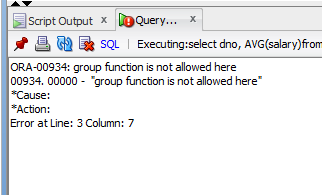 Script Output x Query... x
SQL | Executing:select dno, AVG(salary)from
ORA-00934: group function is not allowed here
00934. 00000 - "group function is not allowed here"
*Cause:
*Action:
Error at Line: 3 Column: 7